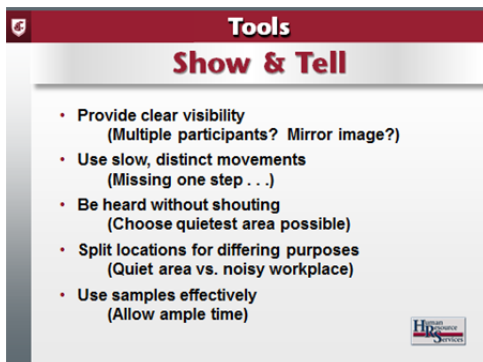 Tools
Show & Tell
• Provide clear visibility
(Multiple participants? Mirror image?)
• Use slow, distinct movements
(Missing one step . . .)
• Be heard without shouting
(Choose quietest area possible)
• Split locations for differing purposes
(Quiet area vs. noisy workplace)
• Use samples effectively
(Allow ample time)
Human
Resource
Services